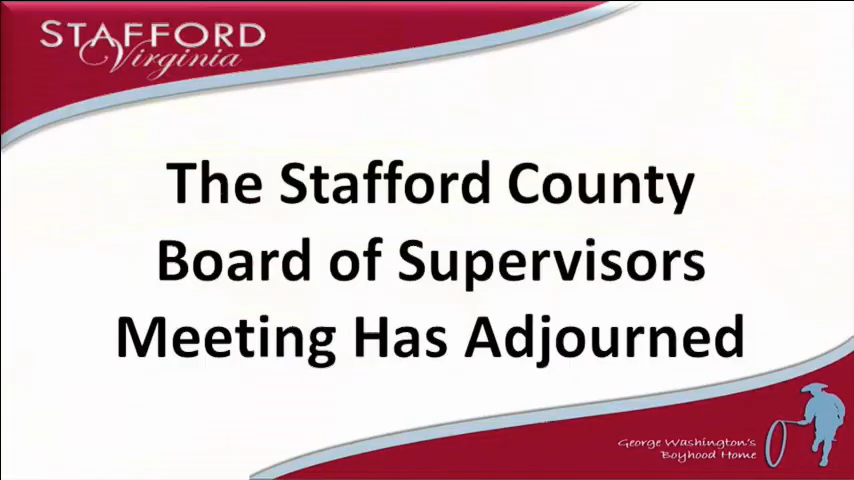 STAFFORD
Virginia
The Stafford County
Board of Supervisors
Meeting Has Adjourned
George Washington's
Boyhood Home